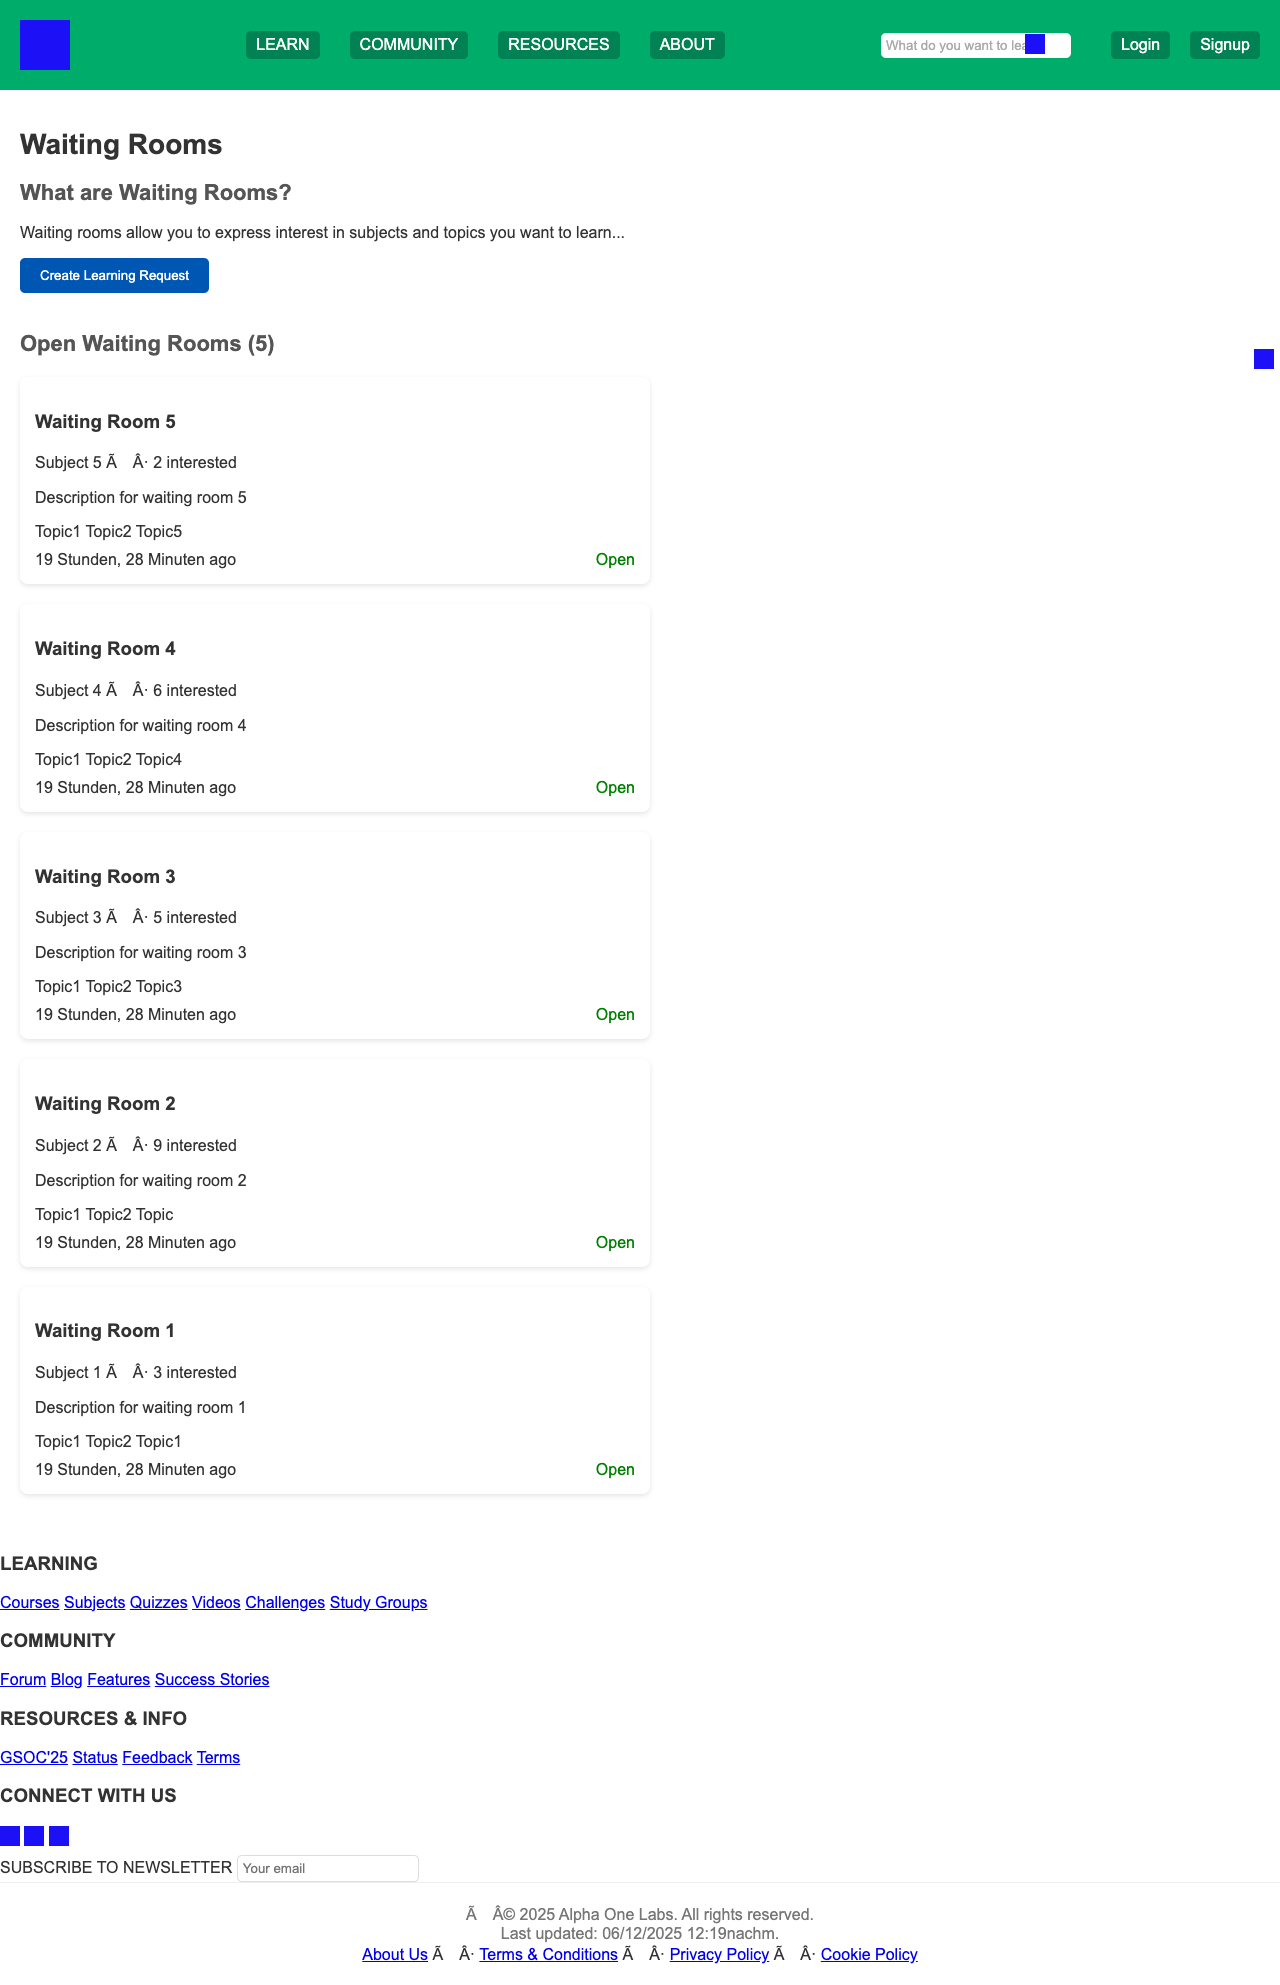 LEARN COMMUNITY RESOURCES ABOUT What do you want to lea Login Signup
Waiting Rooms
What are Waiting Rooms?
Waiting rooms allow you to express interest in subjects and topics you want to learn...
Create Learning Request
Open Waiting Rooms (5)
Waiting Room 5
Subject 5 Ã Â· 2 interested
Description for waiting room 5
Topic1 Topic2 Topic5
19 Stunden, 28 Minuten ago Open
Waiting Room 4
Subject 4 Ã Â· 6 interested
Description for waiting room 4
Topic1 Topic2 Topic4
19 Stunden, 28 Minuten ago Open
Waiting Room 3
Subject 3 Ã Â· 5 interested
Description for waiting room 3
Topic1 Topic2 Topic3
19 Stunden, 28 Minuten ago Open
Waiting Room 2
Subject 2 Ã Â· 9 interested
Description for waiting room 2
Topic1 Topic2 Topic
19 Stunden, 28 Minuten ago Open
Waiting Room 1
Subject 1 Ã Â· 3 interested
Description for waiting room 1
Topic1 Topic2 Topic1
19 Stunden, 28 Minuten ago Open
LEARNING
Courses Subjects Quizzes Videos Challenges Study Groups
COMMUNITY
Forum Blog Features Success Stories
RESOURCES & INFO
GSOC'25 Status Feedback Terms
CONNECT WITH US
SUBSCRIBE TO NEWSLETTER Your email
Ã Â© 2025 Alpha One Labs. All rights reserved.
Last updated: 06/12/2025 12:19nachm.
About Us Ã Â· Terms & Conditions Ã Â· Privacy Policy Ã Â· Cookie Policy